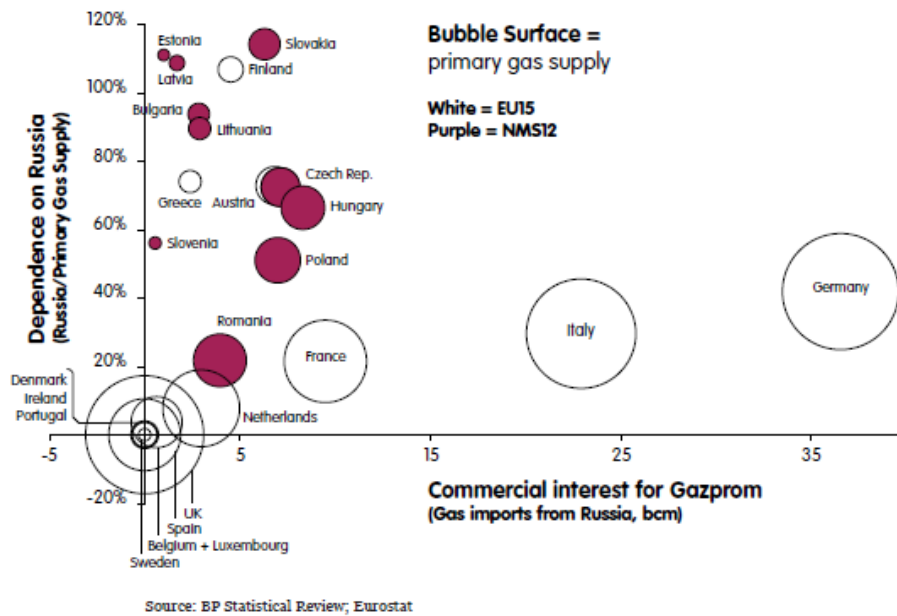 120%
Estonia
Slovakia
Latvia
Finland
100%
Bulgaria
Lithuania
80%
Czech Rep.
Greece
Austria
Hungary
60%
Slovenia
Poland
40%
Germany
Romania
Italy
France
20%
Denmark
Ireland
Portugal
Netherlands
-5
5
15
25
35
-20%
UK
Spain
Belgium + Luxembourg
Sweden
Dependence on Russia
(Russia/Primary Gas Supply)
Bubble Surface =
primary gas supply
White = EU15
Purple = NMS12
Commercial interest for Gazprom
(Gas imports from Russia, bcm)
Source: BP Statistical Review; Eurostat